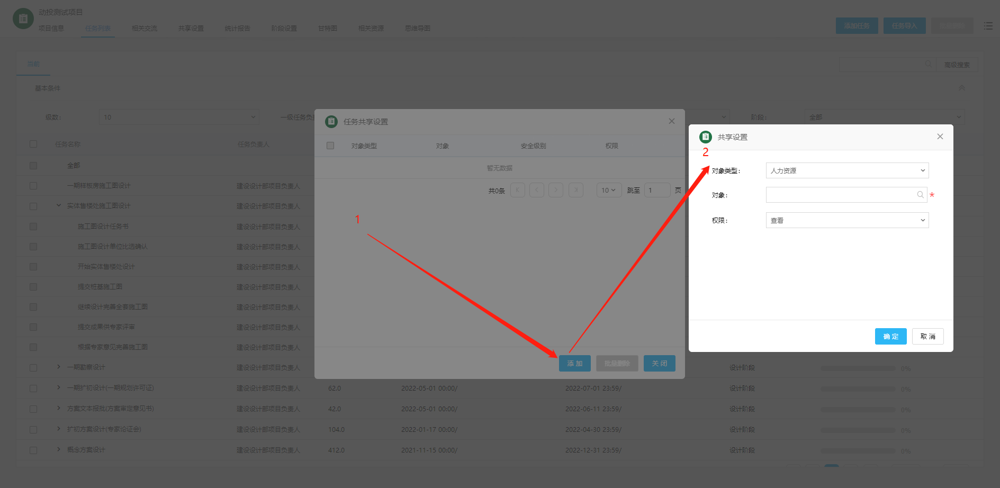 动投测试项目
项目信息 任务列表 相关交流 共享设置 统计报告 阶段设置 甘特图 相关资源 思维导图
添加任务 任务导入 批量删除
当前
高级搜索
基本条件
级数: 10 一级任务负责 阶段: 全部
任务名称 任务负责人
全部
一期样板房施工图设计 建设设计部项目负责人
实体售楼处施工图设计 建设设计部项目负责人
施工图设计任务书 建设设计部项目负责人
施工图设计单位比选确认 建设设计部项目负责人
开始实体售楼处设计 建设设计部项目负责人
提交桩基施工图 建设设计部项目负责人
继续设计完善全套施工图 建设设计部项目负责人
提交成果供专家评审 建设设计部项目负责人
根据专家意见完善施工图 建设设计部项目负责人
一期勘察设计 建设设计部项目负责人 设计阶段 0%
一期扩初设计(一期规划许可证) 建设设计部项目负责人 62.0 2022-05-01 00:00/ 2022-07-01 23:59/ 设计阶段 0%
方案文本报批(方案审定意见书) 建设设计部项目负责人 42.0 2022-05-01 00:00/ 2022-06-11 23:59/ 设计阶段 0%
扩初方案设计(专家论证会) 建设设计部项目负责人 104.0 2022-01-17 00:00/ 2022-04-30 23:59/ 设计阶段 0%
概念方案设计 建设设计部项目负责人 412.0 2021-11-15 00:00/ 2022-12-31 23:59/ 设计阶段 0%
任务共享设置
对象类型 对象 安全级别 权限
暂无数据
共0条 10 跳至 1 页
1
添加 批量删除 关闭
共享设置
2
对象类型: 人力资源
对象: *
权限: 查看
确定 取消